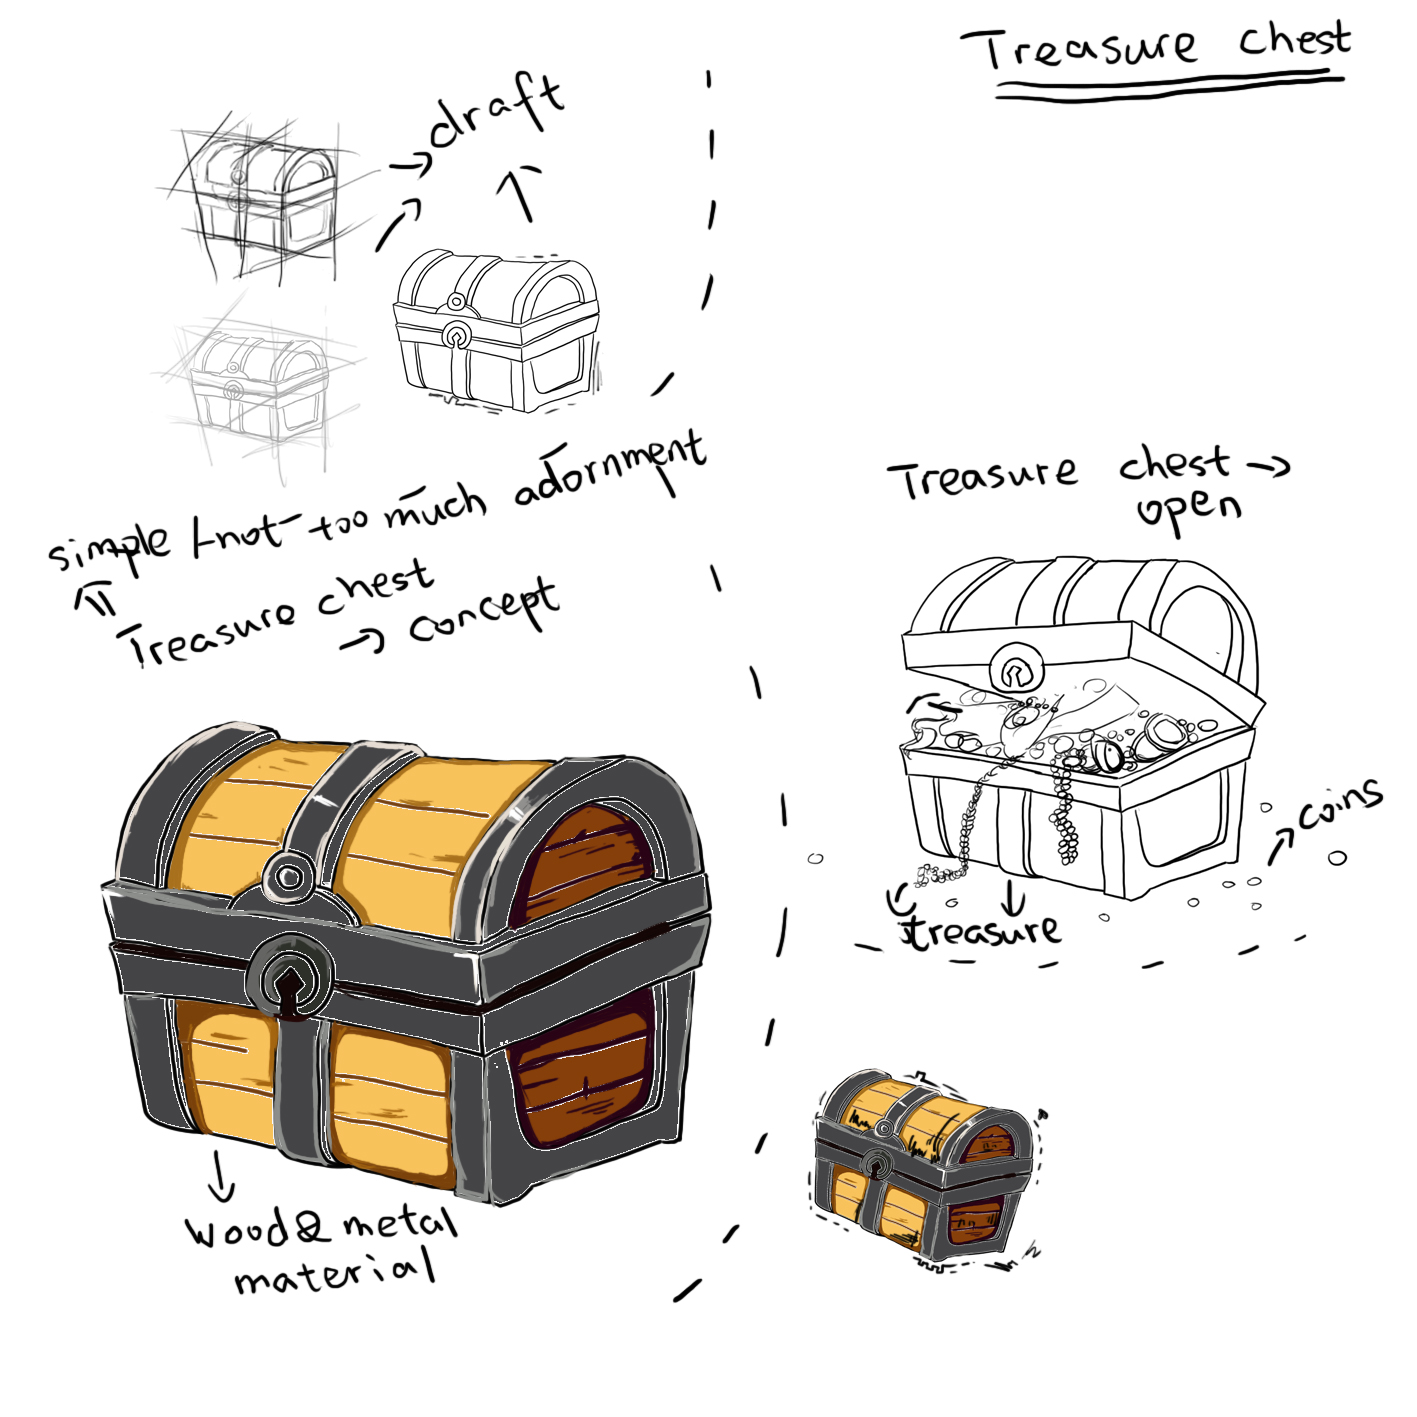 Treasure chest
draft
simple / not too much adornment
Treasure chest
→ concept
Treasure chest →
open
coins
treasure
wood & metal
material